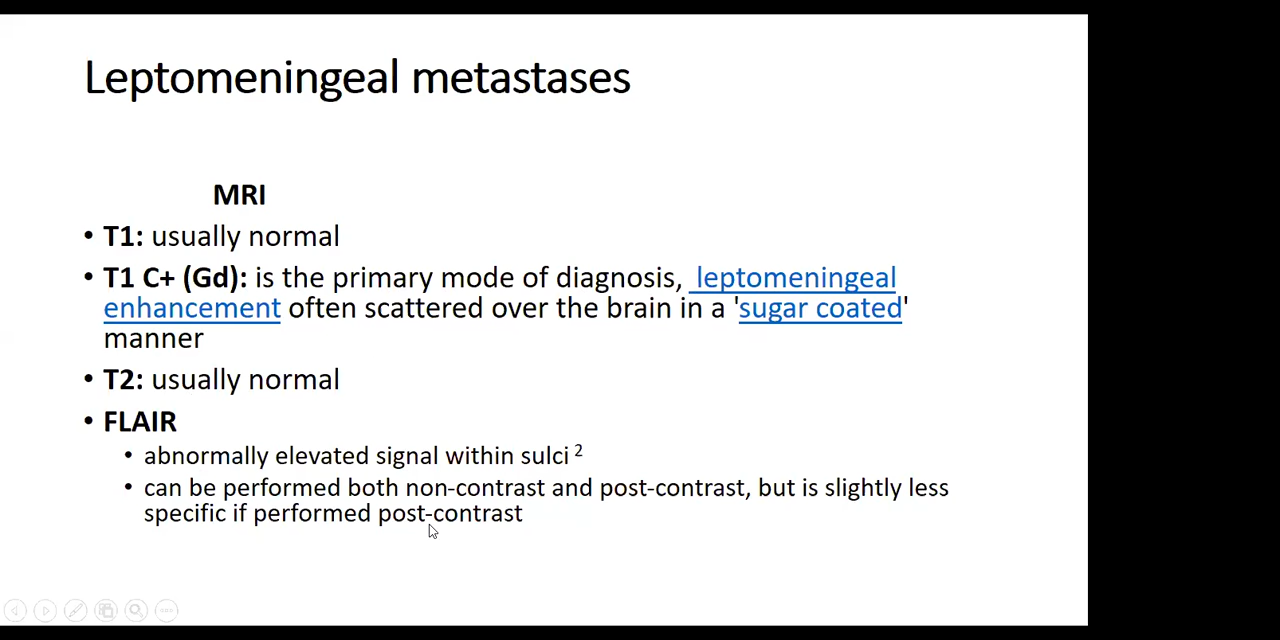 Leptomeningeal metastases
MRI
• T1: usually normal
• T1 C+ (Gd): is the primary mode of diagnosis, leptomeningeal
enhancement often scattered over the brain in a 'sugar coated'
manner
• T2: usually normal
• FLAIR
• abnormally elevated signal within sulci 2
• can be performed both non-contrast and post-contrast, but is slightly less
specific if performed post-contrast